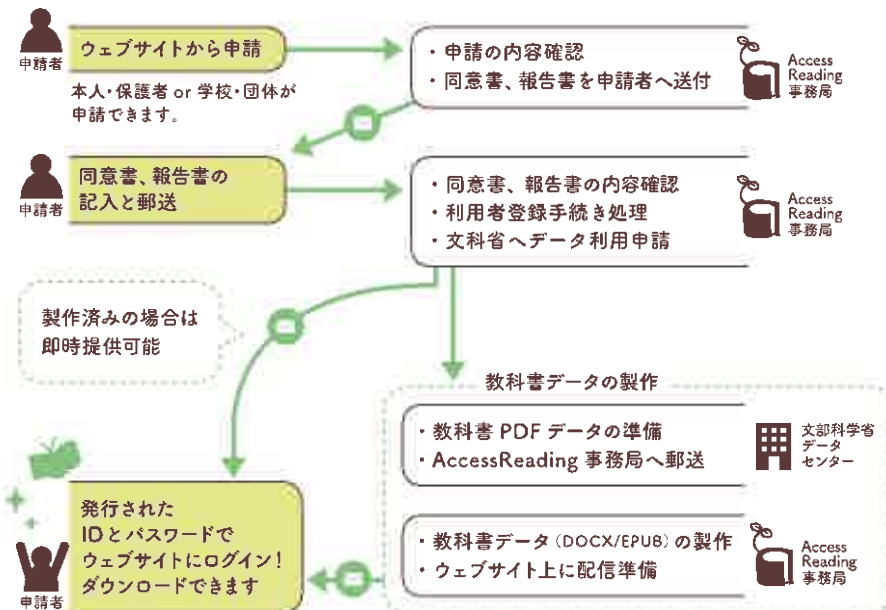 申請者
ウェブサイトから申請
本人・保護者 or 学校・団体が
申請できます。
・申請の内容確認
・同意書、報告書を申請者へ送付
Access
Reading
事務局
申請者
同意書、報告書の
記入と郵送
・同意書、報告書の内容確認
・利用者登録手続き処理
・文科省へデータ利用申請
Access
Reading
事務局
製作済みの場合は
即時提供可能
教科書データの製作
・教科書 PDF データの準備
・AccessReading 事務局へ郵送
文部科学省
データ
センター
・教科書データ(DOCX/EPUB)の製作
・ウェブサイト上に配信準備
Access
Reading
事務局
発行された
IDとパスワードで
ウェブサイトにログイン!
ダウンロードできます
申請者